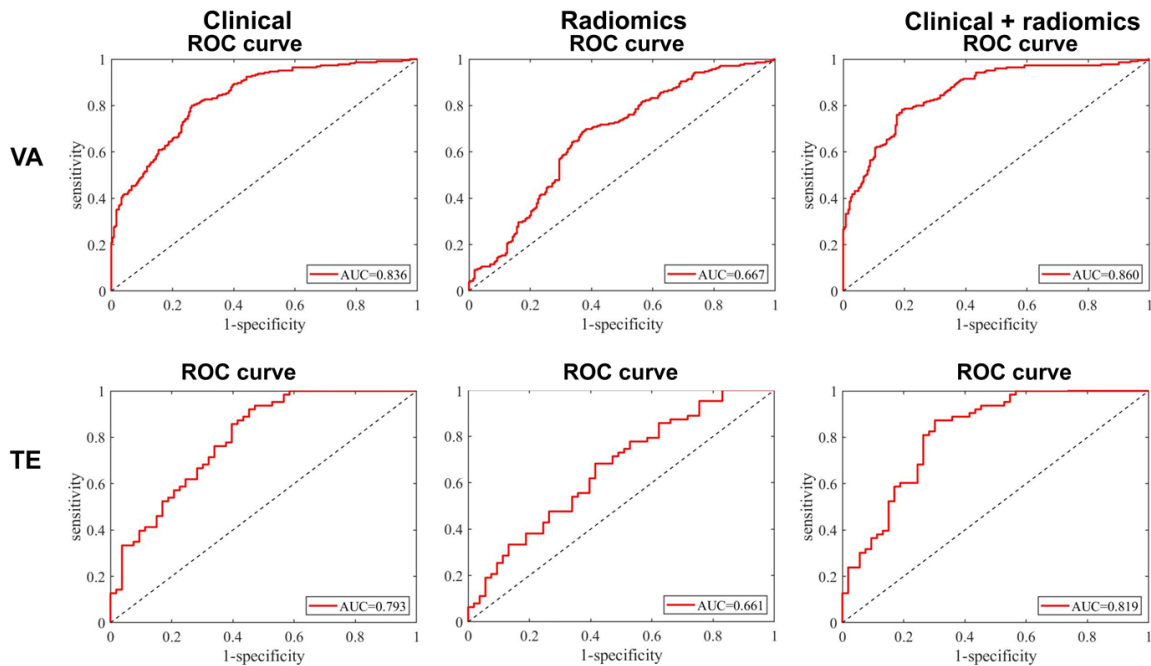 Clinical
ROC curve
Radiomics
ROC curve
Clinical + radiomics
ROC curve
VA
sensitivity
1
0.8
0.6
0.4
0.2
0
0
0.2
0.4
0.6
0.8
1
1-specificity
AUC=0.836
sensitivity
1
0.8
0.6
0.4
0.2
0
0
0.2
0.4
0.6
0.8
1
1-specificity
AUC=0.667
sensitivity
1
0.8
0.6
0.4
0.2
0
0
0.2
0.4
0.6
0.8
1
1-specificity
AUC=0.860
TE
ROC curve
sensitivity
1
0.8
0.6
0.4
0.2
0
0
0.2
0.4
0.6
0.8
1
1-specificity
AUC=0.793
ROC curve
sensitivity
1
0.8
0.6
0.4
0.2
0
0
0.2
0.4
0.6
0.8
1
1-specificity
AUC=0.661
ROC curve
sensitivity
1
0.8
0.6
0.4
0.2
0
0
0.2
0.4
0.6
0.8
1
1-specificity
AUC=0.819